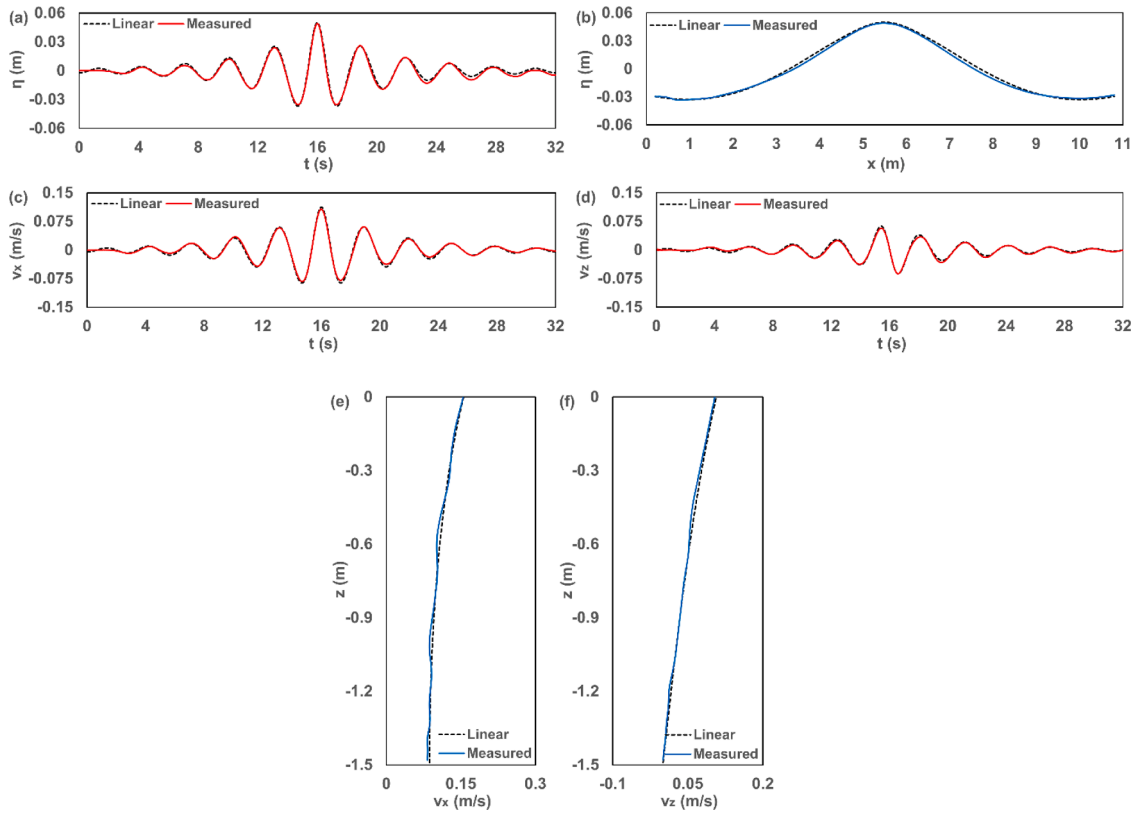 (a)
0.06
0.03
0
-0.03
-0.06
η (m)
Linear
Measured
0 4 8 12 16 20 24 28 32
t (s)
(b)
0.06
0.03
0
-0.03
-0.06
η (m)
Linear
Measured
0 1 2 3 4 5 6 7 8 9 10 11
x (m)
(c)
0.15
0.075
0
-0.075
-0.15
vx (m/s)
Linear
Measured
0 4 8 12 16 20 24 28 32
t (s)
(d)
0.15
0.075
0
-0.075
-0.15
vz (m/s)
Linear
Measured
0 4 8 12 16 20 24 28 32
t (s)
(e)
0
-0.3
-0.6
-0.9
-1.2
-1.5
z (m)
Linear
Measured
0 0.15 0.3
vx (m/s)
(f)
0
-0.3
-0.6
-0.9
-1.2
-1.5
z (m)
Linear
Measured
-0.1 0.05 0.2
vz (m/s)